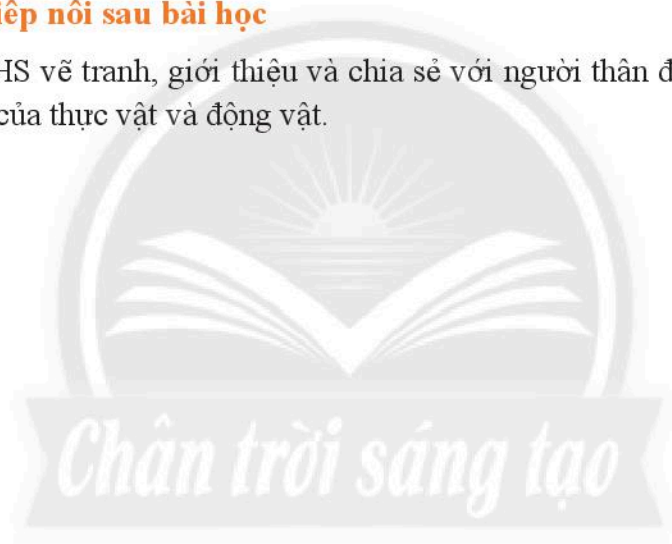 iếp nối sau bài học
HS vẽ tranh, giới thiệu và chia sẻ với người thân đ
của thực vật và động vật.
Chân trời sáng tạo